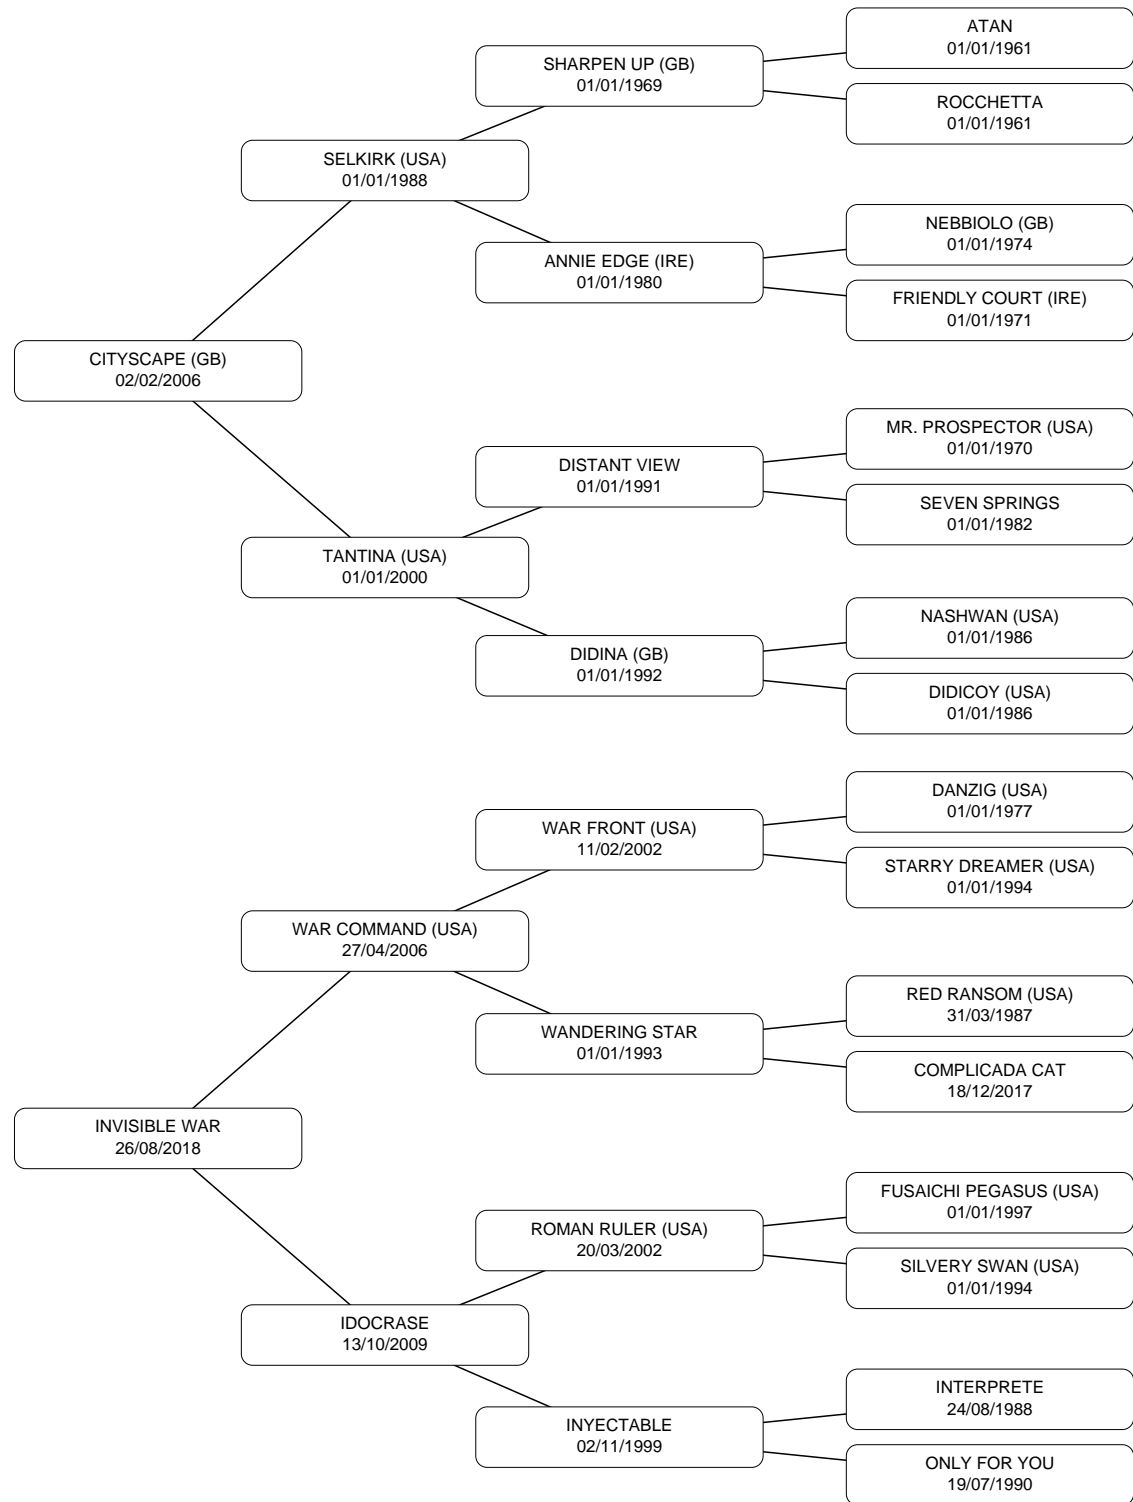 ATAN
01/01/1961
SHARPEN UP (GB)
01/01/1969
ROCCHETTA
01/01/1961
SELKIRK (USA)
01/01/1988
NEBBIOLO (GB)
01/01/1974
ANNIE EDGE (IRE)
01/01/1980
FRIENDLY COURT (IRE)
01/01/1971
CITYSCAPE (GB)
02/02/2006
MR. PROSPECTOR (USA)
01/01/1970
DISTANT VIEW
01/01/1991
SEVEN SPRINGS
01/01/1982
TANTINA (USA)
01/01/2000
NASHWAN (USA)
01/01/1986
DIDINA (GB)
01/01/1992
DIDICOY (USA)
01/01/1986
DANZIG (USA)
01/01/1977
WAR FRONT (USA)
11/02/2002
STARRY DREAMER (USA)
01/01/1994
WAR COMMAND (USA)
27/04/2006
RED RANSOM (USA)
31/03/1987
WANDERING STAR
01/01/1993
COMPLICADA CAT
18/12/2017
INVISIBLE WAR
26/08/2018
FUSAICHI PEGASUS (USA)
01/01/1997
ROMAN RULER (USA)
20/03/2002
SILVERY SWAN (USA)
01/01/1994
IDOCRASE
13/10/2009
INTERPRETE
24/08/1988
INYECTABLE
02/11/1999
ONLY FOR YOU
19/07/1990